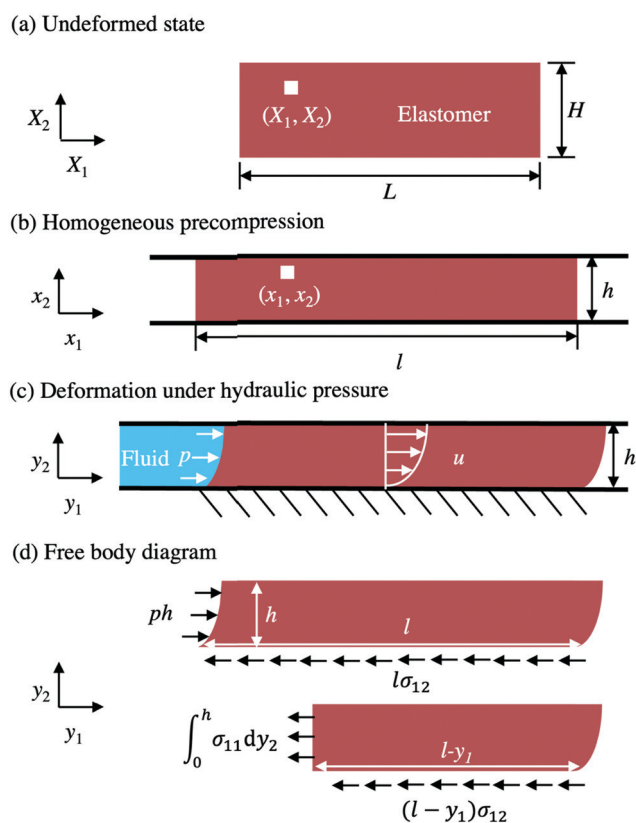 (a) Undeformed state
X₂
X₁
(X₁, X₂)
Elastomer
H
L
(b) Homogeneous precompression
x₂
x₁
(x₁, x₂)
h
l
(c) Deformation under hydraulic pressure
y₂
y₁
Fluid p
u
h
(d) Free body diagram
ph
h
l
lσ₁₂
y₂
y₁
∫₀ʰ σ₁₁dy₂
l-y₁
(l − y₁)σ₁₂